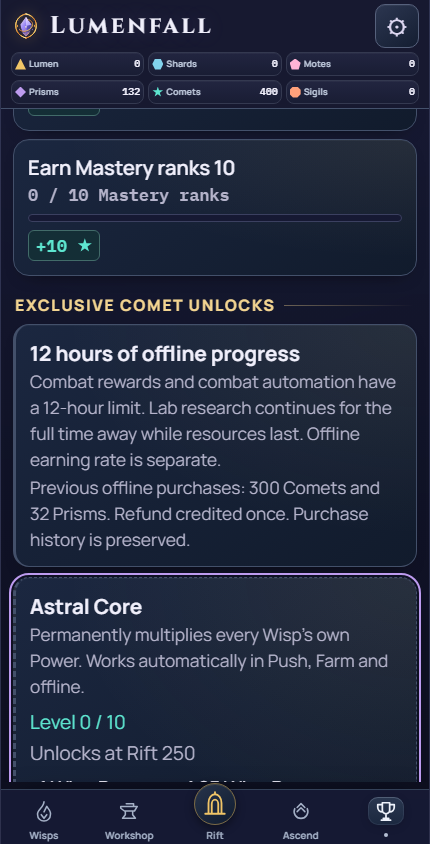 LUMENFALL
Lumen 0
Shards 0
Motes 0
Prisms 132
Comets 400
Sigils 0
Earn Mastery ranks 10
0 / 10 Mastery ranks
+10 ★
EXCLUSIVE COMET UNLOCKS
12 hours of offline progress
Combat rewards and combat automation have
a 12-hour limit. Lab research continues for the
full time away while resources last. Offline
earning rate is separate.
Previous offline purchases: 300 Comets and
32 Prisms. Refund credited once. Purchase
history is preserved.
Astral Core
Permanently multiplies every Wisp's own
Power. Works automatically in Push, Farm and
offline.
Level 0 / 10
Unlocks at Rift 250
Wisps
Workshop
Rift
Ascend